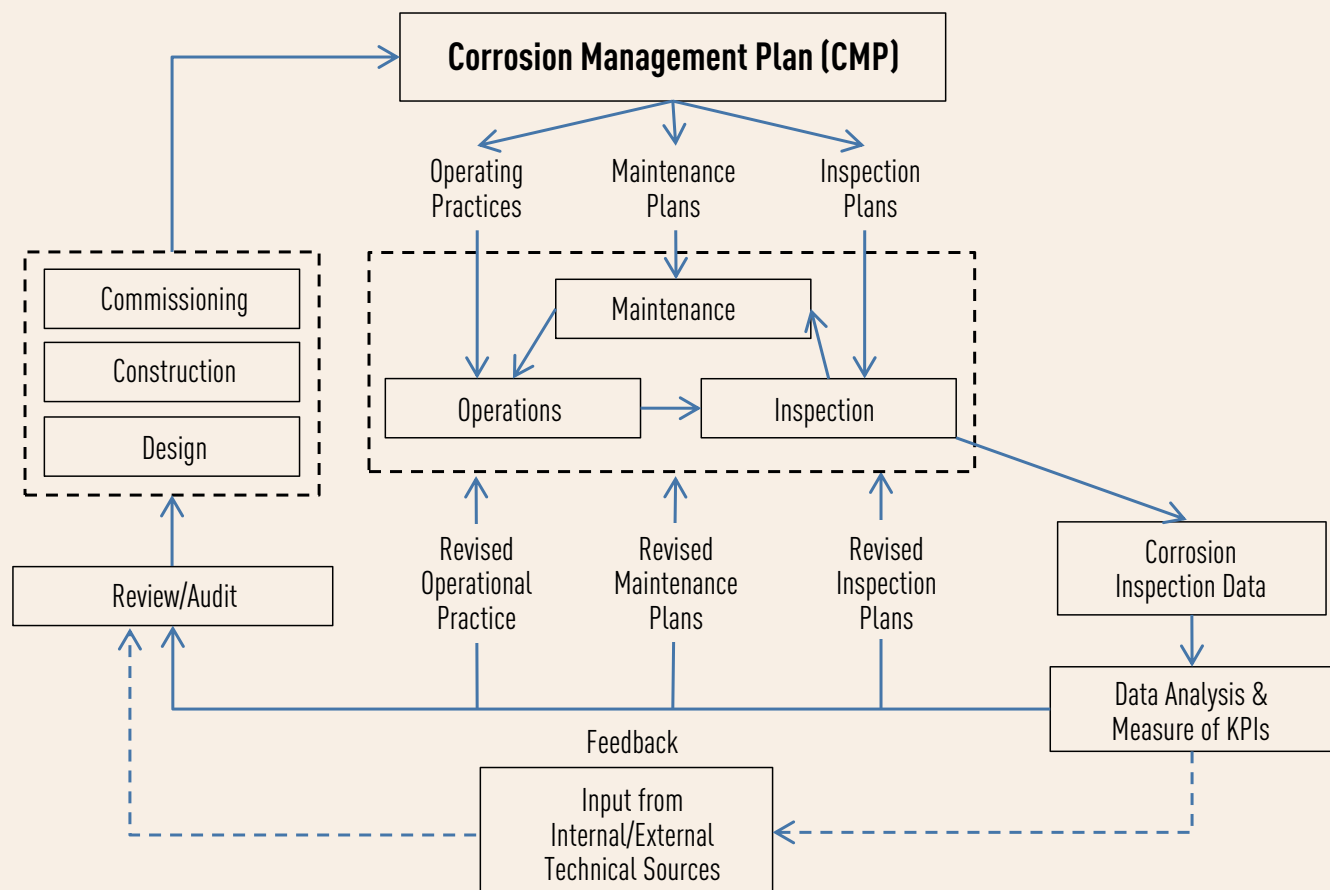 Corrosion Management Plan (CMP)
Operating
Practices
Maintenance
Plans
Inspection
Plans
Commissioning
Construction
Design
Maintenance
Operations
Inspection
Review/Audit
Revised
Operational
Practice
Revised
Maintenance
Plans
Revised
Inspection
Plans
Corrosion
Inspection Data
Data Analysis &
Measure of KPIs
Feedback
Input from
Internal/External
Technical Sources